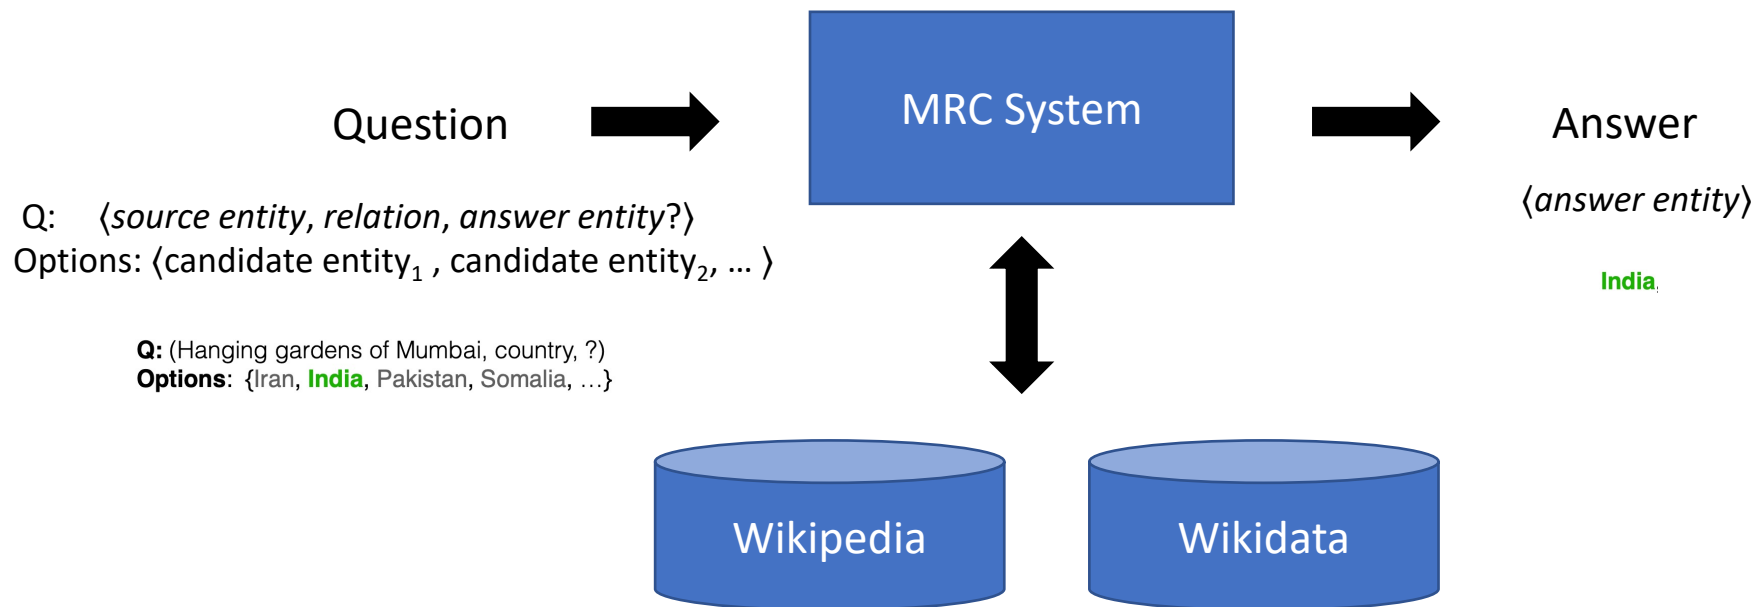 MRC System
Question
Answer
Q: ⟨source entity, relation, answer entity?⟩
Options: ⟨candidate entity₁ , candidate entity₂, ... ⟩
⟨answer entity⟩
India,
Q: (Hanging gardens of Mumbai, country, ?)
Options: {Iran, India, Pakistan, Somalia, …}
Wikipedia
Wikidata